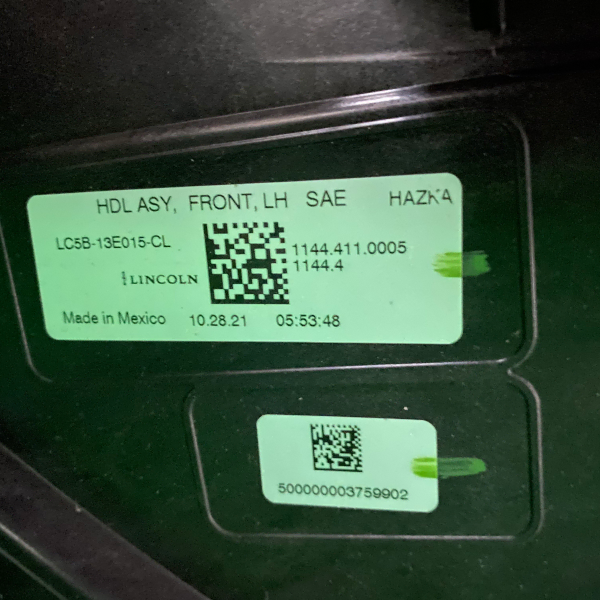 HDL ASY, FRONT, LH SAE HAZKA
LC5B-13E015-CL
1144.411.0005
1144.4
LINCOLN
Made in Mexico 10.28.21 05:53:48
500000003759902